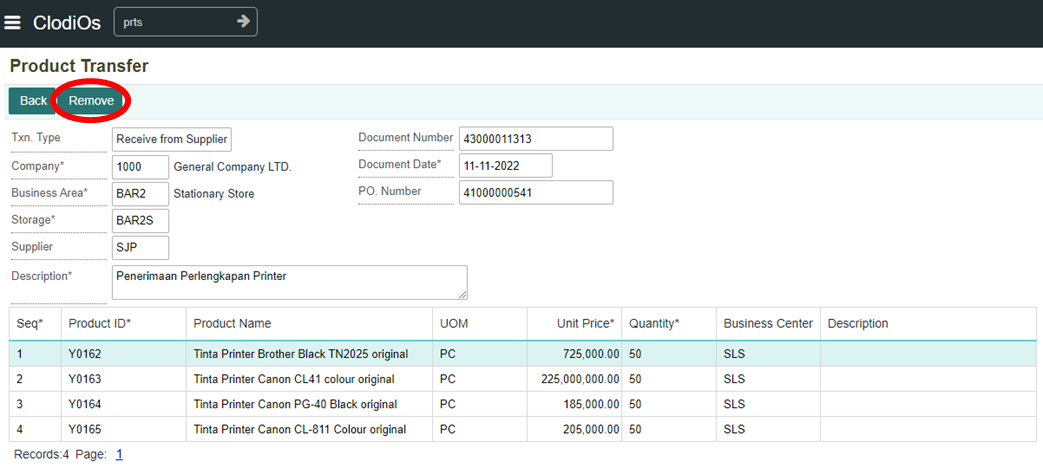 ClodiOs prts
Product Transfer
Back Remove
Txn. Type Receive from Supplier Document Number 43000011313
Company* 1000 General Company LTD. Document Date* 11-11-2022
Business Area* BAR2 Stationary Store PO. Number 41000000541
Storage* BAR2S
Supplier SJP
Description* Penerimaan Perlengkapan Printer
Seq* Product ID* Product Name UOM Unit Price* Quantity* Business Center Description
1 Y0162 Tinta Printer Brother Black TN2025 original PC 725,000.00 50 SLS
2 Y0163 Tinta Printer Canon CL41 colour original PC 225,000,000.00 50 SLS
3 Y0164 Tinta Printer Canon PG-40 Black original PC 185,000.00 50 SLS
4 Y0165 Tinta Printer Canon CL-811 Colour original PC 205,000.00 50 SLS
Records:4 Page: 1